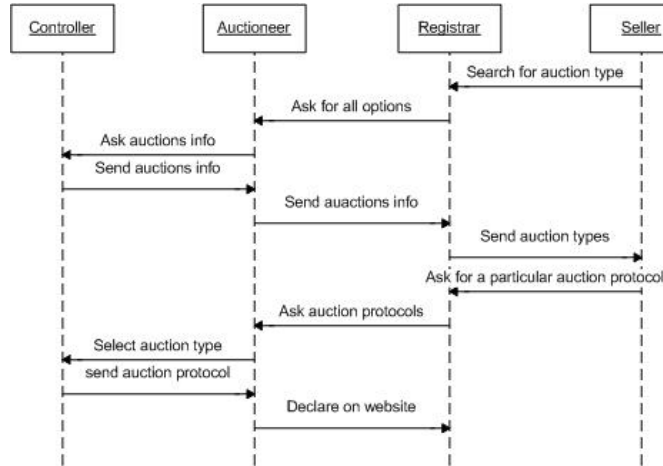 Controller
Auctioneer
Registrar
Seller
Search for auction type
Ask for all options
Ask auctions info
Send auctions info
Send auactions info
Send auction types
Ask for a particular auction protocol
Ask auction protocols
Select auction type
send auction protocol
Declare on website